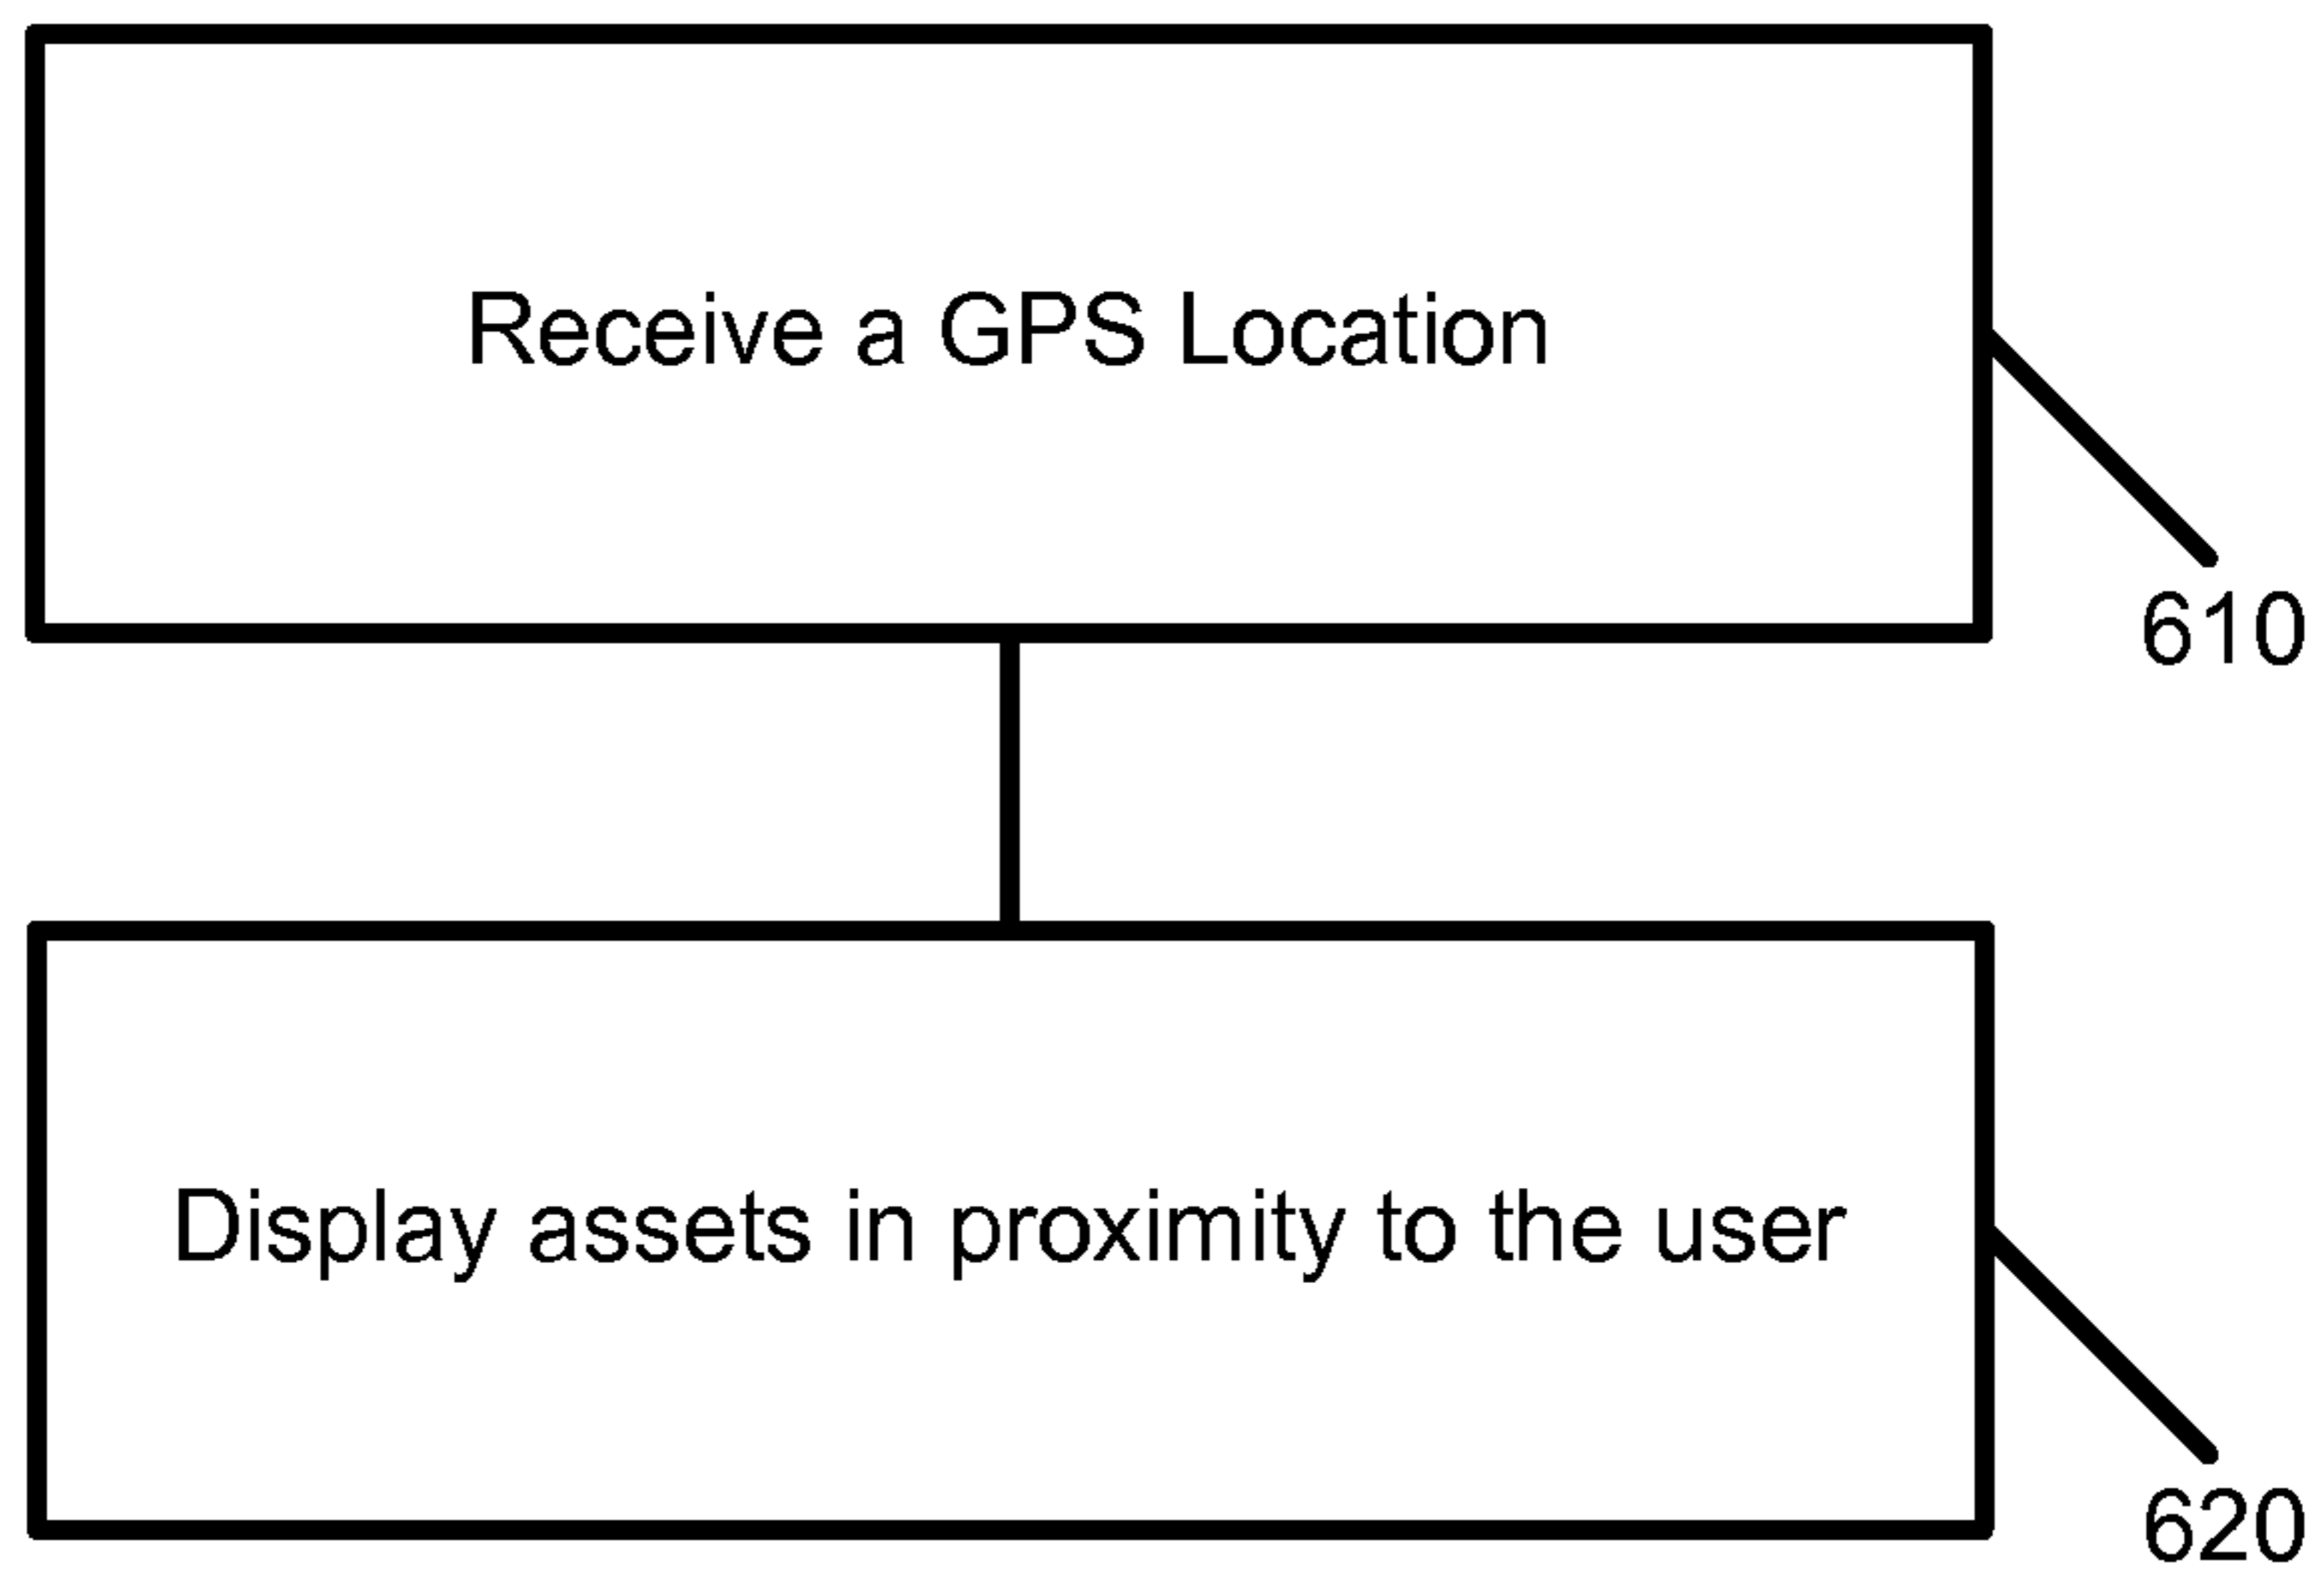 Receive a GPS Location
610
Display assets in proximity to the user
620